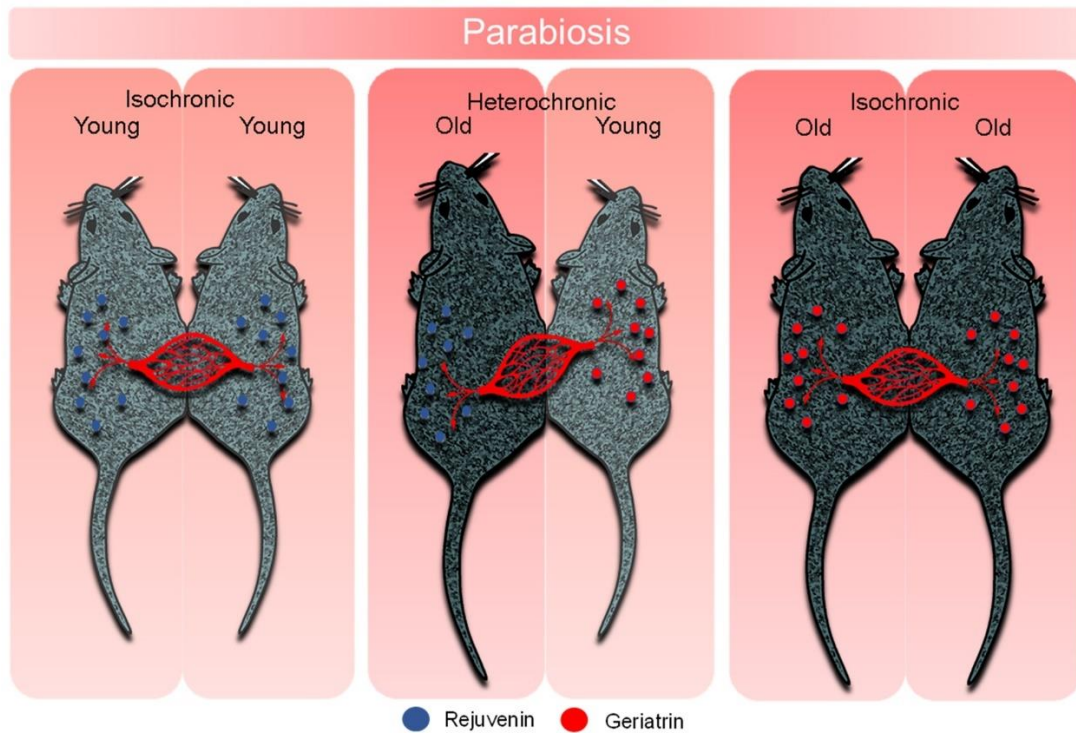 Parabiosis
Isochronic
Young Young
Heterochronic
Old Young
Isochronic
Old Old
Rejuvenin Geriatrin